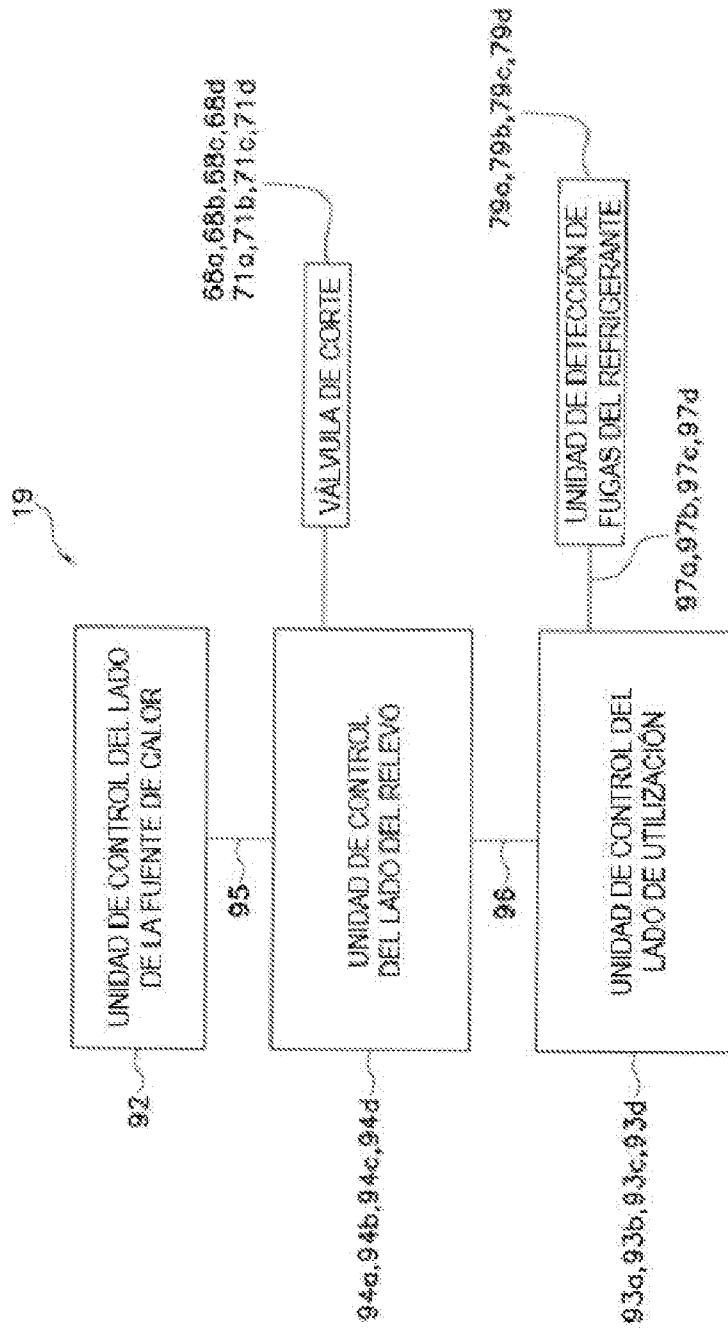 19
92
UNIDAD DE CONTROL DEL LADO
DE LA FUENTE DE CALOR
95
94a,94b,94c,94d
UNIDAD DE CONTROL
DEL LADO DEL RELEVO
VÁLVULA DE CORTE
68a,68b,68c,68d
71a,71b,71c,71d
96
93a,93b,93c,93d
UNIDAD DE CONTROL DEL
LADO DE UTILIZACIÓN
97a,97b,97c,97d
UNIDAD DE DETECCIÓN DE
FUGAS DEL REFRIGERANTE
79a,79b,79c,79d